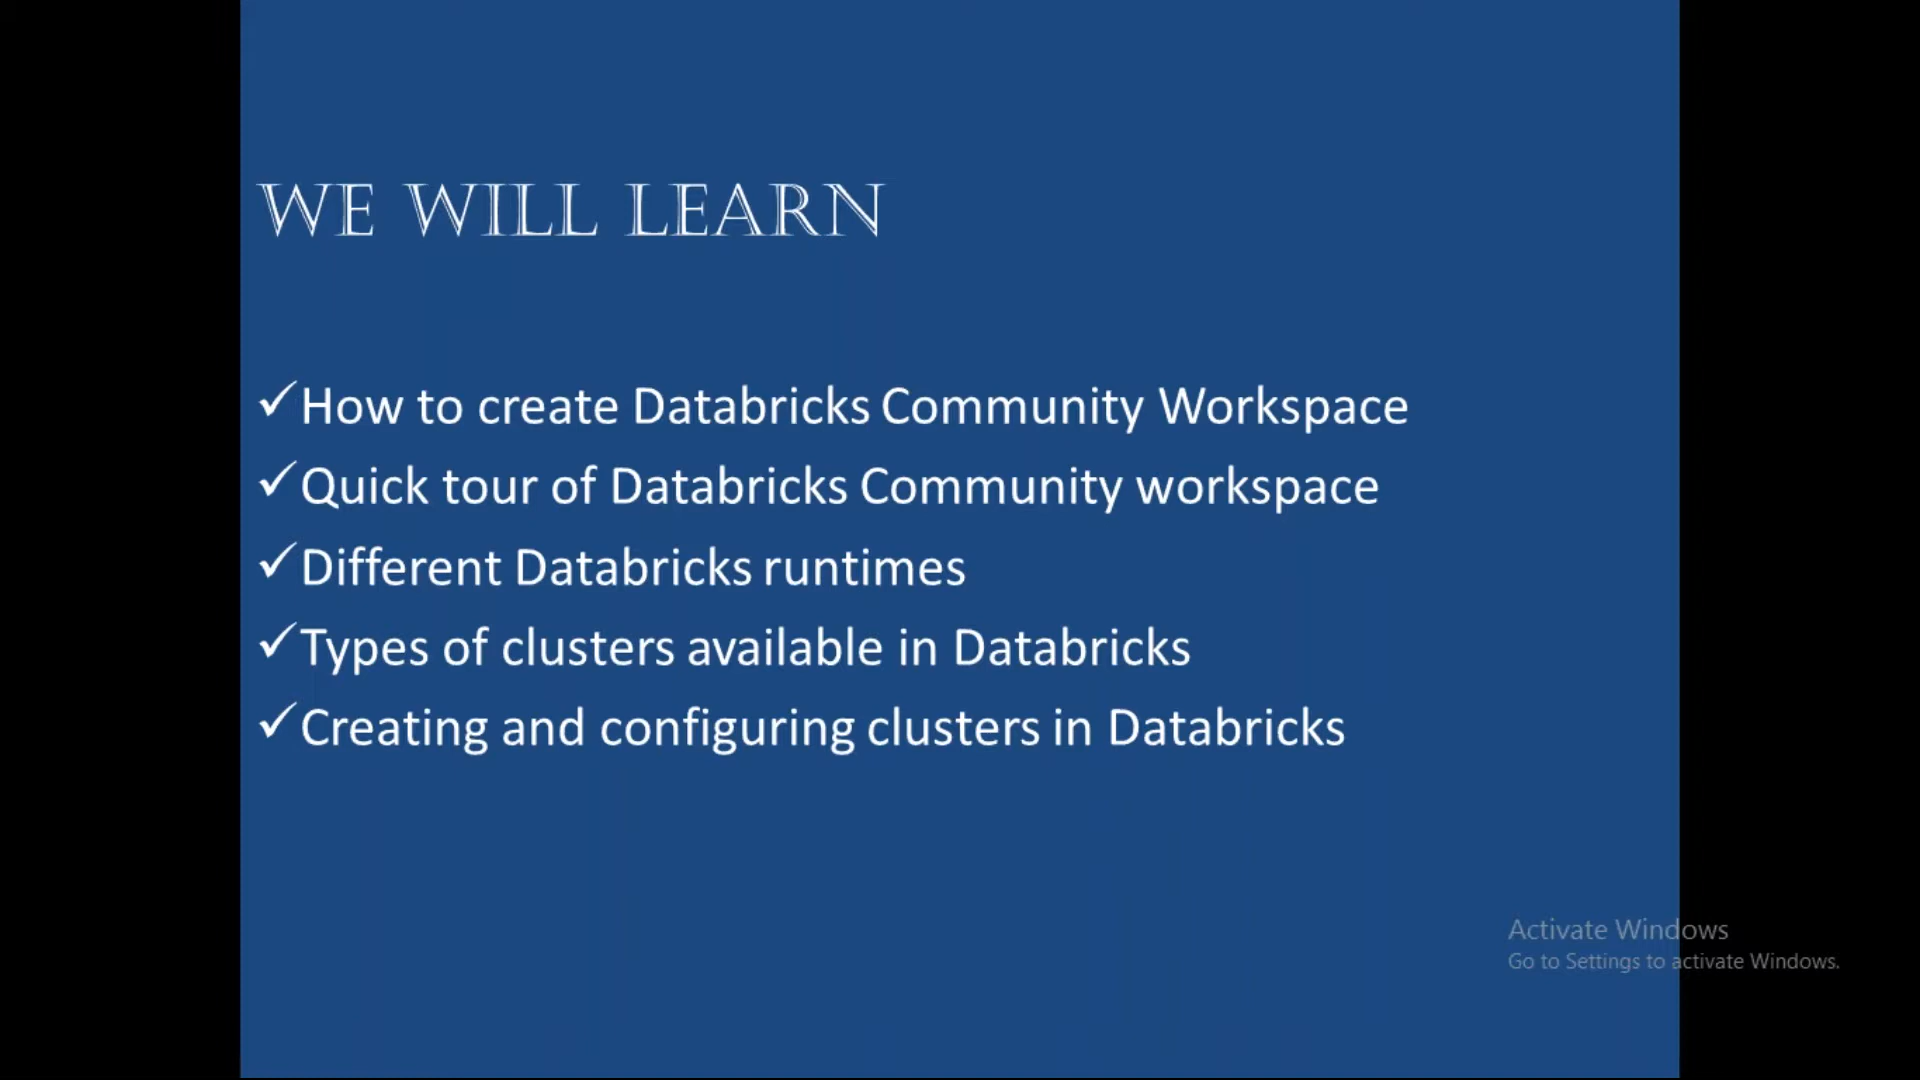 WE WILL LEARN
✓How to create Databricks Community Workspace
✓Quick tour of Databricks Community workspace
✓Different Databricks runtimes
✓Types of clusters available in Databricks
✓Creating and configuring clusters in Databricks
Activate Windows
Go to Settings to activate Windows.